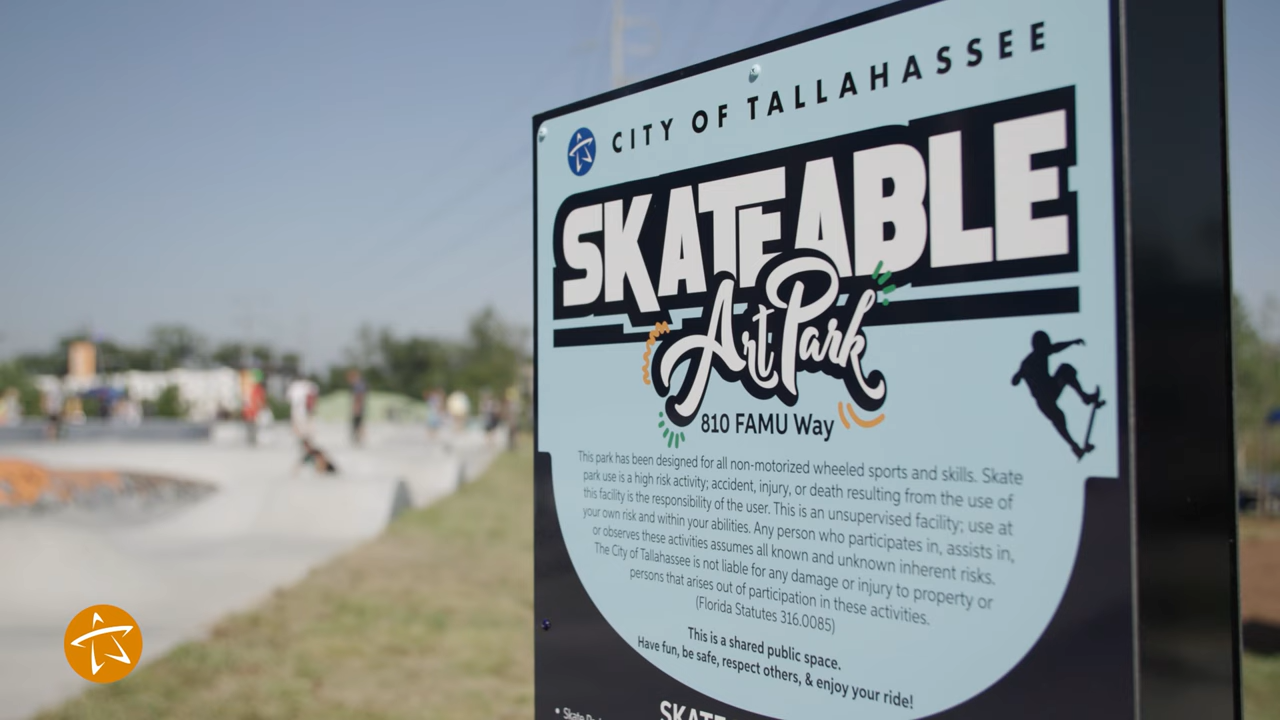 CITY OF TALLAHASSEE
SKATEABLE
Art Park
810 FAMU Way
This park has been designed for all non-motorized wheeled sports and skills. Skate
park use is a high risk activity; accident, injury, or death resulting from the use of
this facility is the responsibility of the user. This is an unsupervised facility; use at
your own risk and within your abilities. Any person who participates in, assists in,
or observes these activities assumes all known and unknown inherent risks.
The City of Tallahassee is not liable for any damage or injury to property or
persons that arises out of participation in these activities.
(Florida Statutes 316.0085)
This is a shared public space.
Have fun, be safe, respect others, & enjoy your ride!